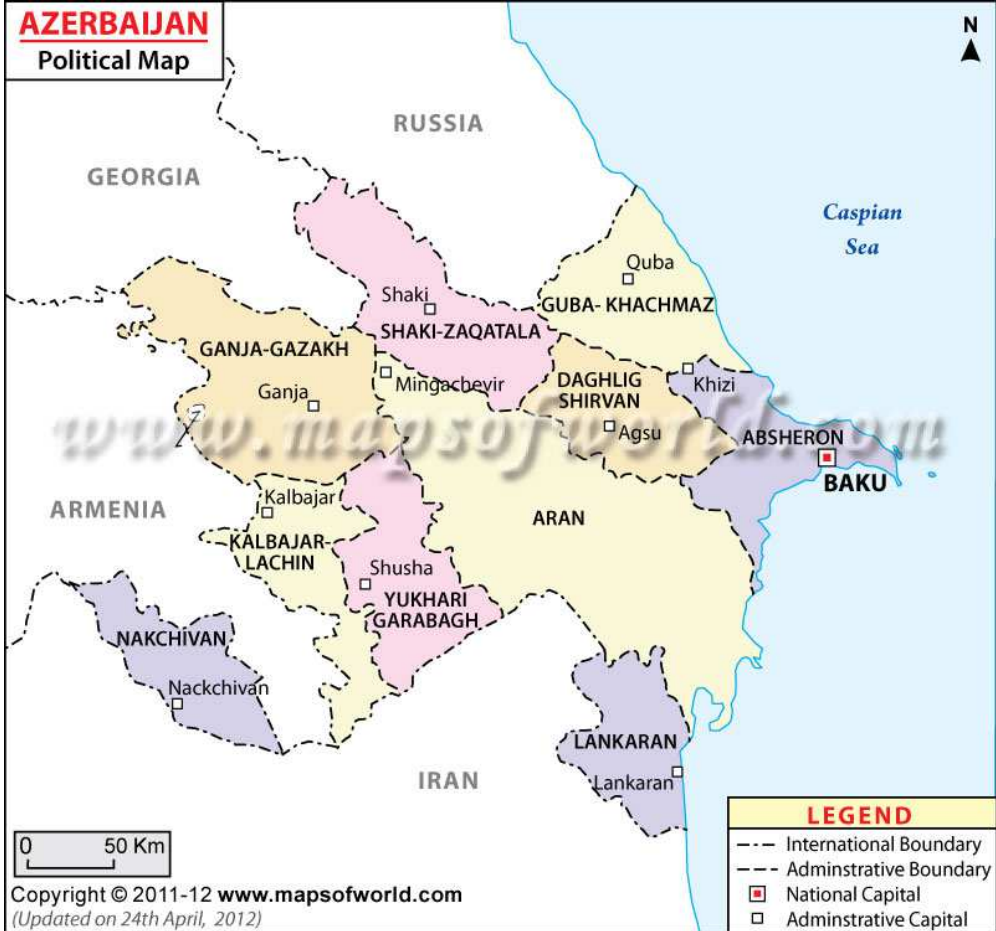 AZERBAIJAN
Political Map
N
RUSSIA
GEORGIA
Caspian
Sea
Quba
Shaki
GUBA- KHACHMAZ
SHAKI-ZAQATALA
GANJA-GAZAKH
Mingachevir
DAGHLIG
SHIRVAN
Khizi
Ganja
www.mapsofworld.com
Agsu
ABSHERON
BAKU
Kalbajar
ARMENIA
ARAN
KALBAJAR-
LACHIN
Shusha
YUKHARI
GARABAGH
NAKCHIVAN
Nackchivan
LANKARAN
Lankaran
IRAN
LEGEND
International Boundary
Adminstrative Boundary
National Capital
Adminstrative Capital
0 50 Km
Copyright © 2011-12 www.mapsofworld.com
(Updated on 24th April, 2012)